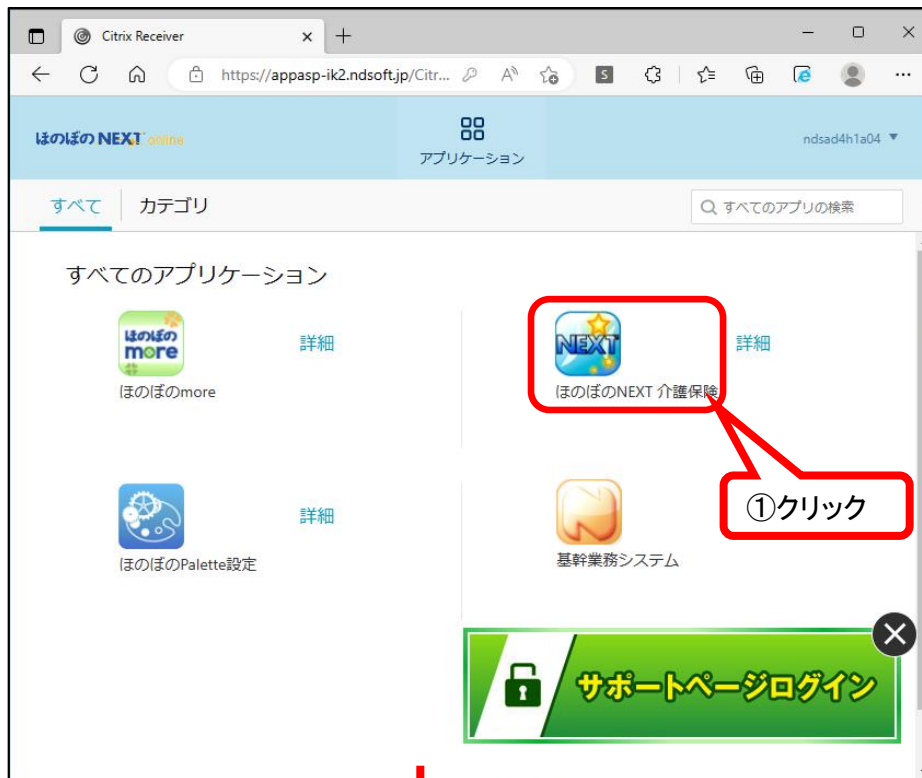 Citrix Receiver
https://appasp-ik2.ndsoft.jp/Citr...
ほのぼの NEXT online
アプリケーション
ndsad4h1a04
すべて
カテゴリ
すべてのアプリの検索
すべてのアプリケーション
ほのぼの
more
詳細
ほのぼのmore
NEXT
詳細
ほのぼのNEXT 介護保険
①クリック
詳細
ほのぼのPalette設定
N
基幹業務システム
サポートページログイン